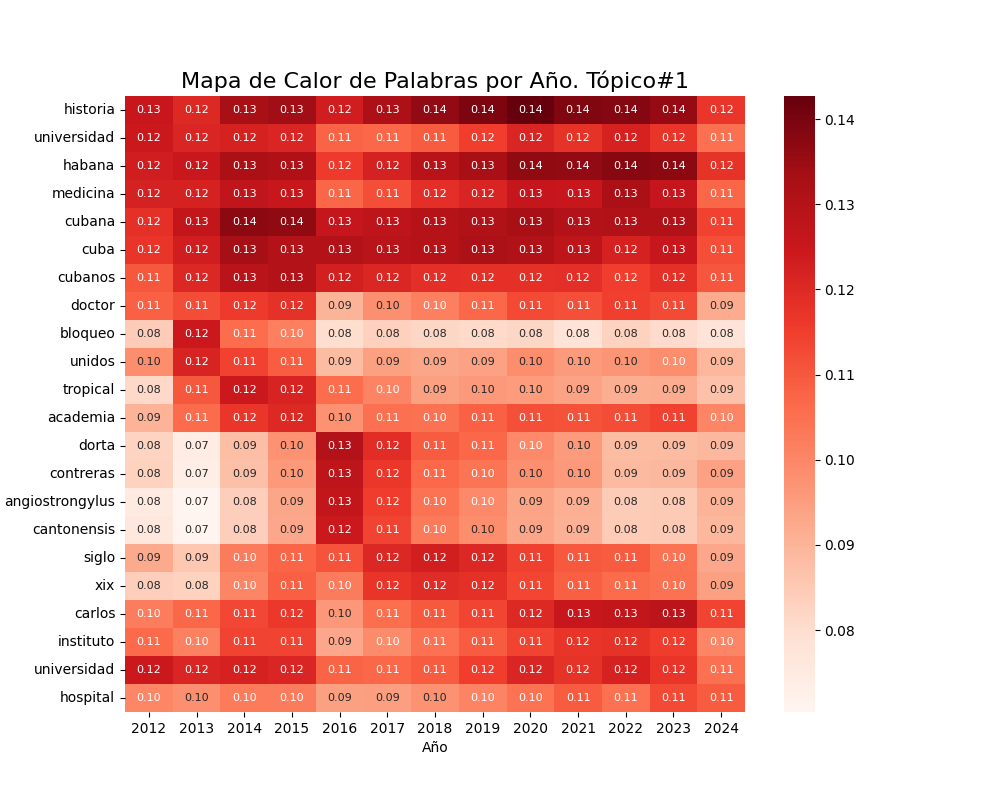 Mapa de Calor de Palabras por Año. Tópico#1
historia 0.13 0.12 0.13 0.13 0.12 0.13 0.14 0.14 0.14 0.14 0.14 0.14 0.12
universidad 0.12 0.12 0.12 0.12 0.11 0.11 0.11 0.12 0.12 0.12 0.12 0.12 0.11
habana 0.12 0.12 0.13 0.13 0.12 0.12 0.13 0.13 0.14 0.14 0.14 0.14 0.12
medicina 0.12 0.12 0.13 0.13 0.11 0.11 0.12 0.12 0.13 0.13 0.13 0.13 0.11
cubana 0.12 0.13 0.14 0.14 0.13 0.13 0.13 0.13 0.13 0.13 0.13 0.13 0.11
cuba 0.12 0.12 0.13 0.13 0.13 0.13 0.13 0.13 0.13 0.13 0.12 0.13 0.11
cubanos 0.11 0.12 0.13 0.13 0.12 0.12 0.12 0.12 0.12 0.12 0.12 0.12 0.11
doctor 0.11 0.11 0.12 0.12 0.09 0.10 0.10 0.11 0.11 0.11 0.11 0.11 0.09
bloqueo 0.08 0.12 0.11 0.10 0.08 0.08 0.08 0.08 0.08 0.08 0.08 0.08 0.08
unidos 0.10 0.12 0.11 0.11 0.09 0.09 0.09 0.09 0.10 0.10 0.10 0.10 0.09
tropical 0.08 0.11 0.12 0.12 0.11 0.10 0.09 0.10 0.10 0.09 0.09 0.09 0.09
academia 0.09 0.11 0.12 0.12 0.10 0.11 0.10 0.11 0.11 0.11 0.11 0.11 0.10
dorta 0.08 0.07 0.09 0.10 0.13 0.12 0.11 0.11 0.10 0.10 0.09 0.09 0.09
contreras 0.08 0.07 0.09 0.10 0.13 0.12 0.11 0.10 0.10 0.10 0.09 0.09 0.09
angiostrongylus 0.08 0.07 0.08 0.09 0.13 0.12 0.10 0.10 0.09 0.09 0.08 0.08 0.09
cantonensis 0.08 0.07 0.08 0.09 0.12 0.11 0.10 0.10 0.09 0.09 0.08 0.08 0.09
siglo 0.09 0.09 0.10 0.11 0.11 0.12 0.12 0.12 0.11 0.11 0.11 0.10 0.09
xix 0.08 0.08 0.10 0.11 0.10 0.12 0.12 0.12 0.11 0.11 0.11 0.10 0.09
carlos 0.10 0.11 0.11 0.12 0.10 0.11 0.11 0.11 0.12 0.13 0.13 0.13 0.11
instituto 0.11 0.10 0.11 0.11 0.09 0.10 0.11 0.11 0.11 0.12 0.12 0.12 0.10
universidad 0.12 0.12 0.12 0.12 0.11 0.11 0.11 0.12 0.12 0.12 0.12 0.12 0.11
hospital 0.10 0.10 0.10 0.10 0.09 0.09 0.10 0.10 0.10 0.11 0.11 0.11 0.11
2012 2013 2014 2015 2016 2017 2018 2019 2020 2021 2022 2023 2024
Año
0.14
0.13
0.12
0.11
0.10
0.09
0.08